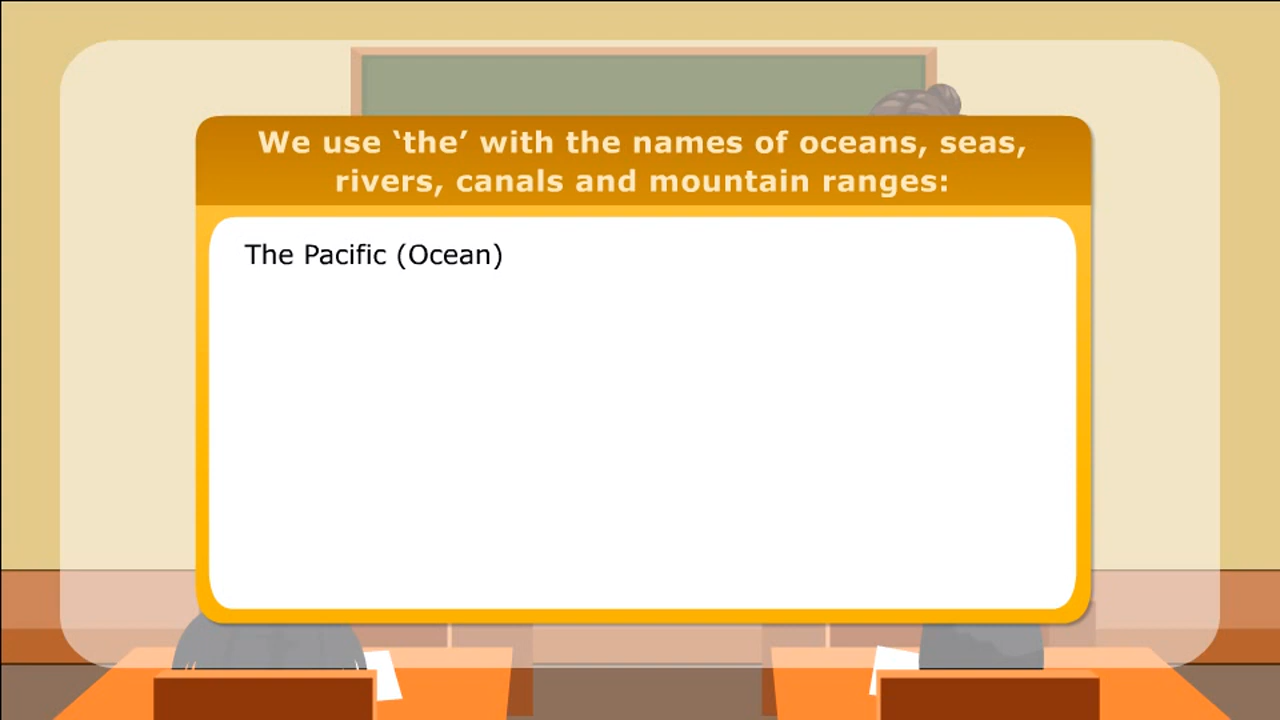 We use ‘the’ with the names of oceans, seas,
rivers, canals and mountain ranges:
The Pacific (Ocean)